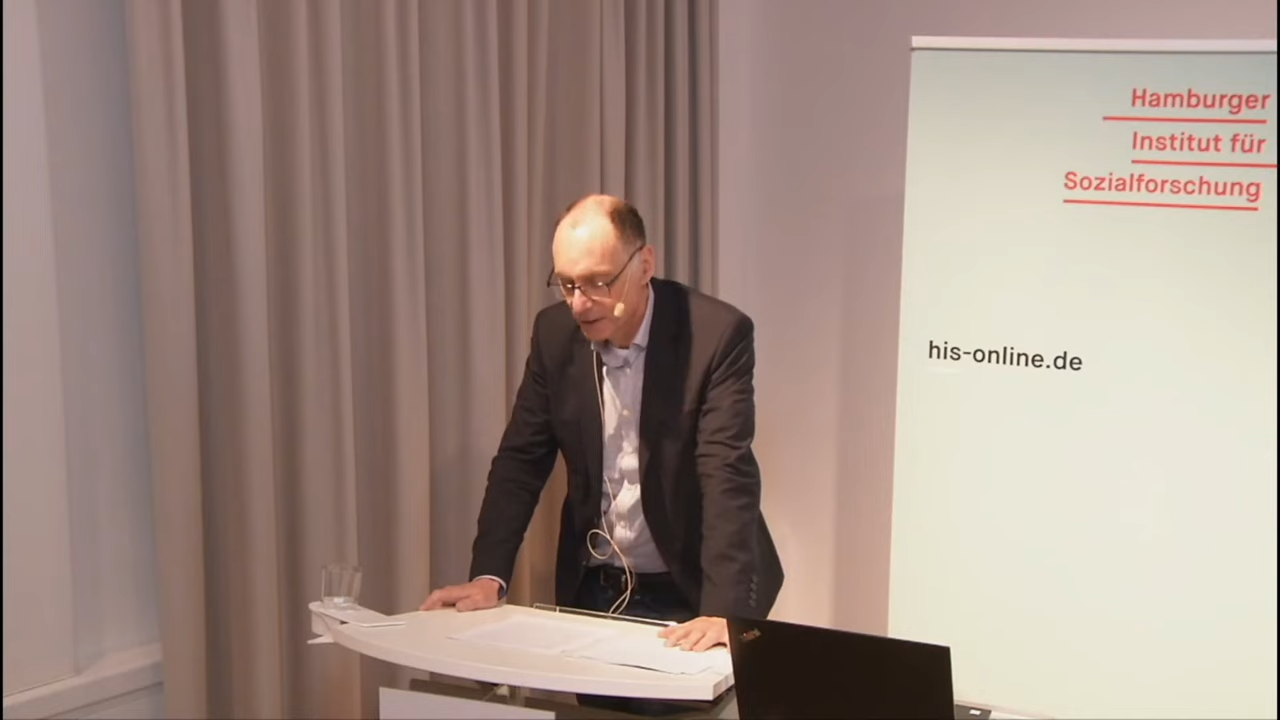 Hamburger
Institut für
Sozialforschung
his-online.de